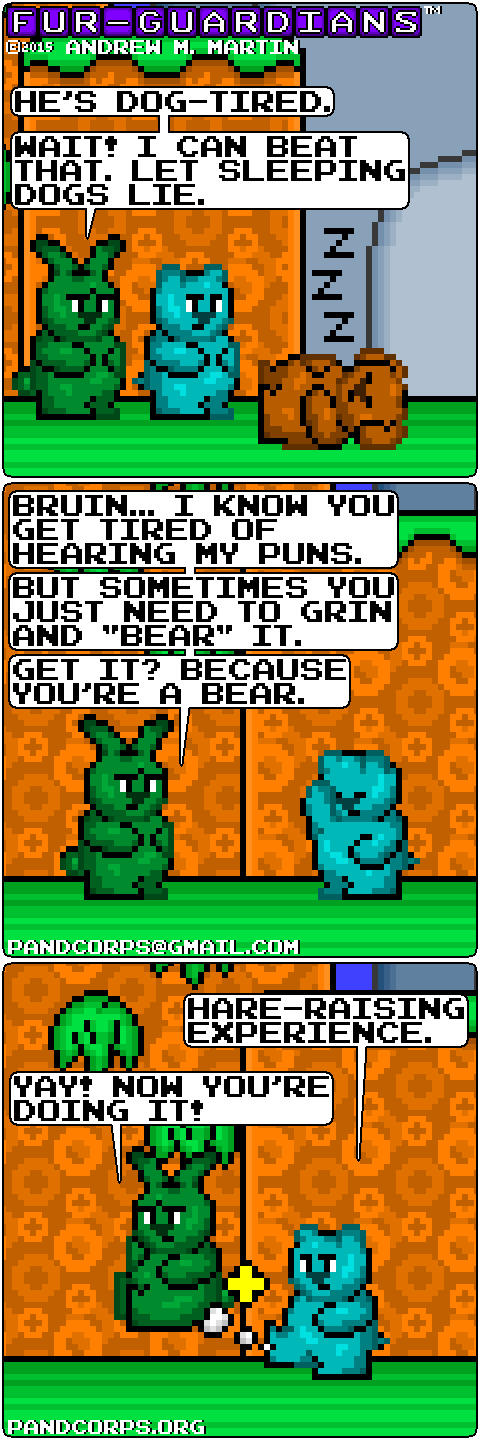 FUR-GUARDIANS™
©2015 ANDREW M. MARTIN
HE'S DOG-TIRED.
WAIT! I CAN BEAT
THAT. LET SLEEPING
DOGS LIE.
Z
Z
Z
BRUIN... I KNOW YOU
GET TIRED OF
HEARING MY PUNS.
BUT SOMETIMES YOU
JUST NEED TO GRIN
AND "BEAR" IT.
GET IT? BECAUSE
YOU'RE A BEAR.
PANDCORPS@GMAIL.COM
HARE-RAISING
EXPERIENCE.
YAY! NOW YOU'RE
DOING IT!
PANDCORPS.ORG